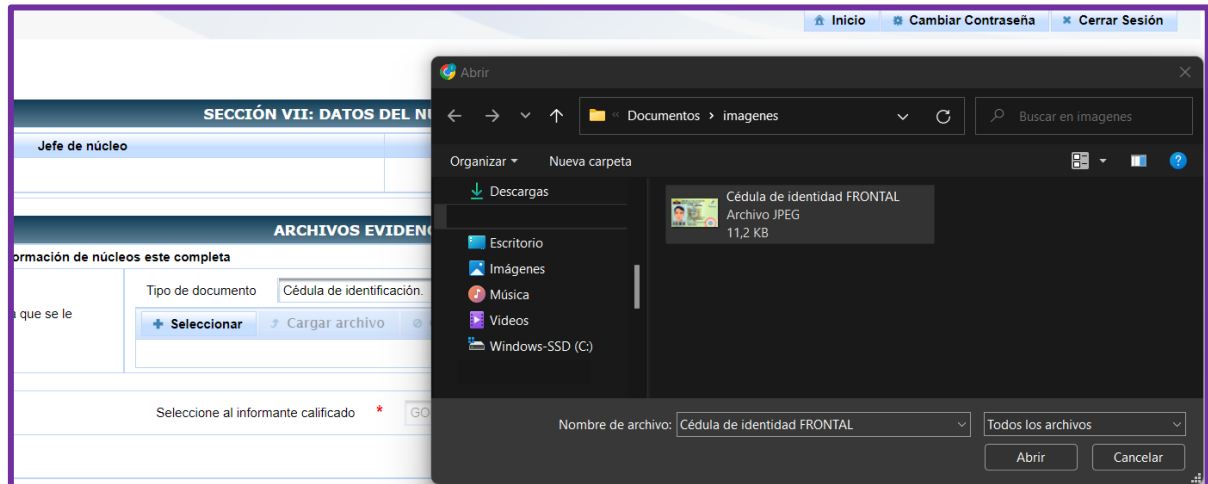 Inicio Cambiar Contraseña Cerrar Sesión
SECCIÓN VII: DATOS DEL
Jefe de núcleo
ARCHIVOS
ormación de núcleos este completa
Tipo de documento Cédula de identificación.
que se le
+ Seleccionar Cargar archivo
Seleccione al informante calificado * GO
Abrir
« Documentos > imagenes
Buscar en imagenes
Organizar Nueva carpeta
Descargas
Escritorio
Imágenes
Música
Videos
Windows-SSD (C:)
Cédula de identidad FRONTAL
Archivo JPEG
11,2 KB
Nombre de archivo: Cédula de identidad FRONTAL Todos los archivos
Abrir Cancelar